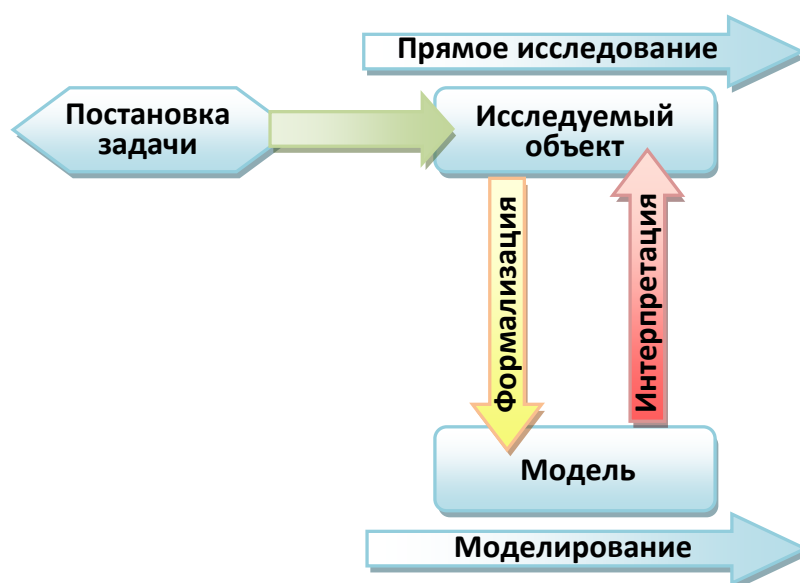 Прямое исследование
Постановка
задачи
Исследуемый
объект
Формализация
Интерпретация
Модель
Моделирование